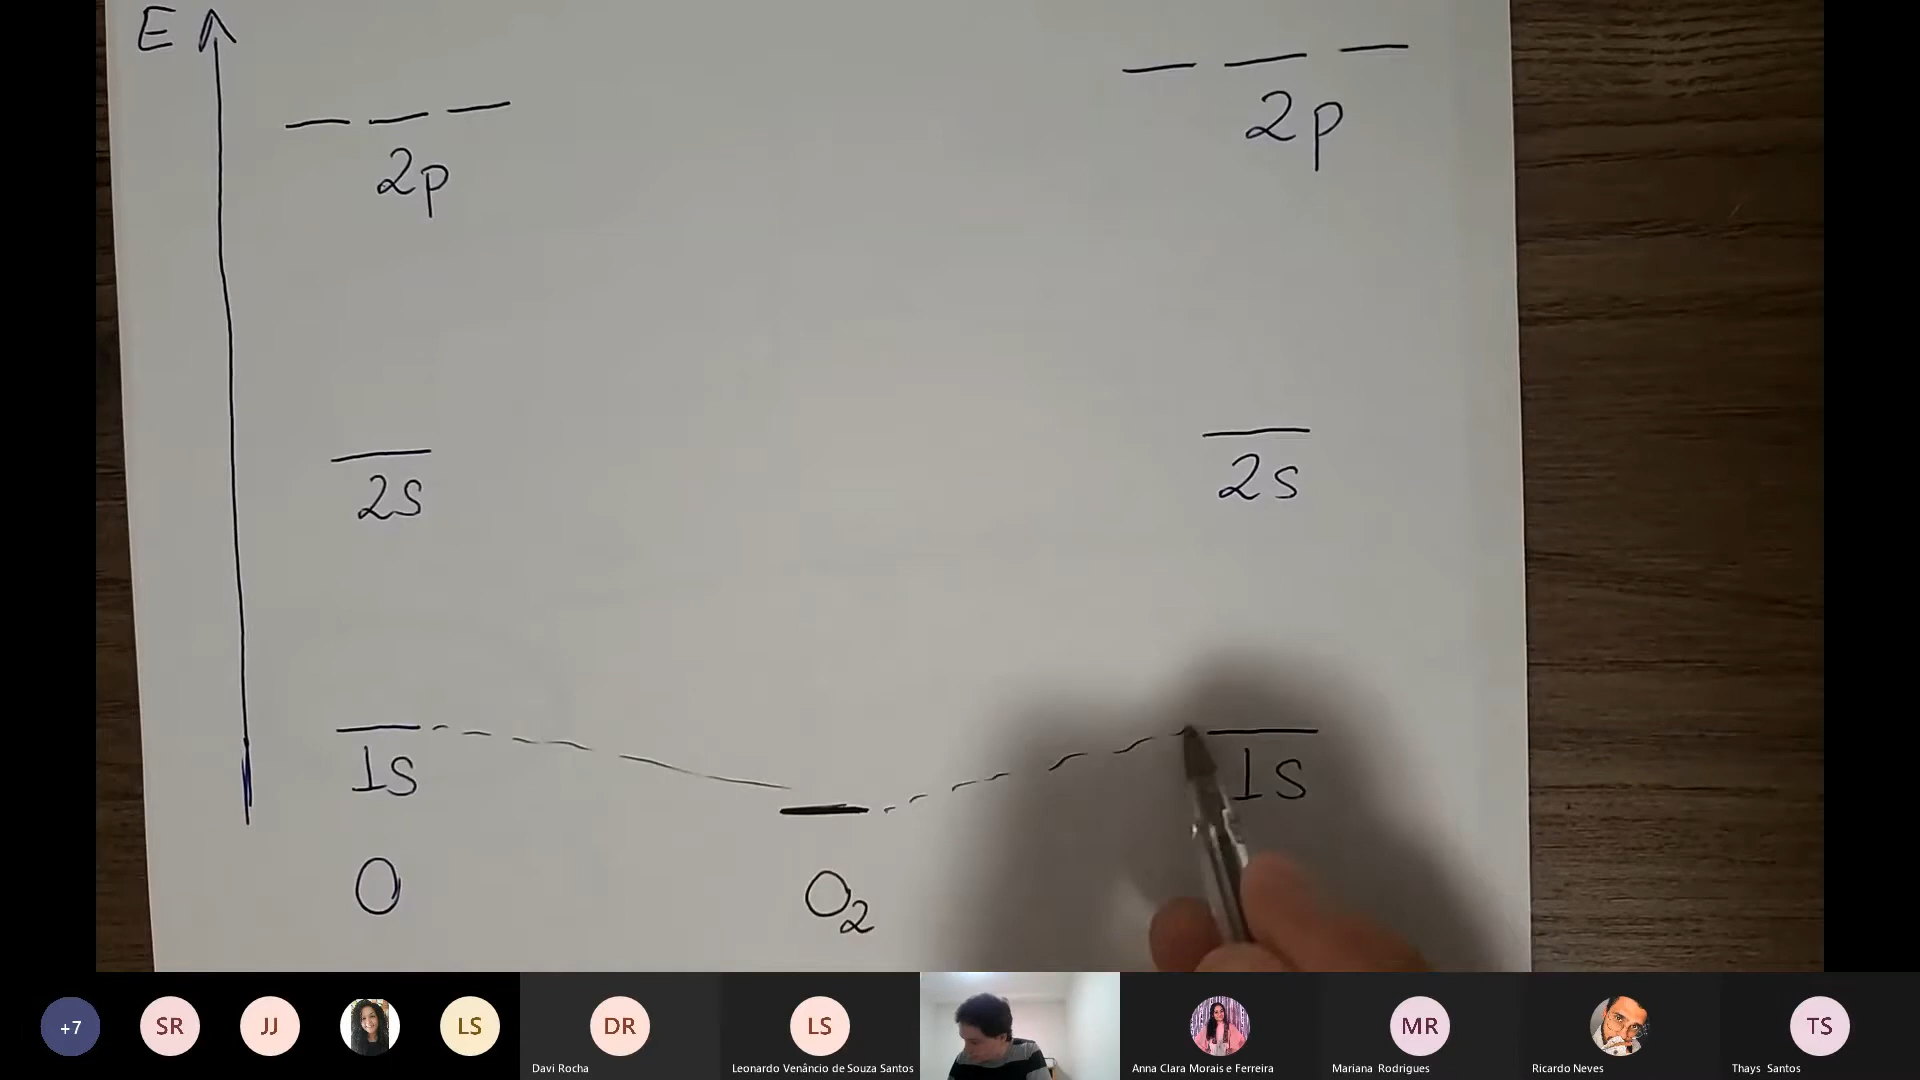 E
2p
2p
2s
2s
1s
1s
O
O2
+7
SR
JJ
LS
DR
LS
MR
TS
Davi Rocha
Leonardo Venâncio de Souza Santos
Anna Clara Morais e Ferreira
Mariana Rodrigues
Ricardo Neves
Thays Santos